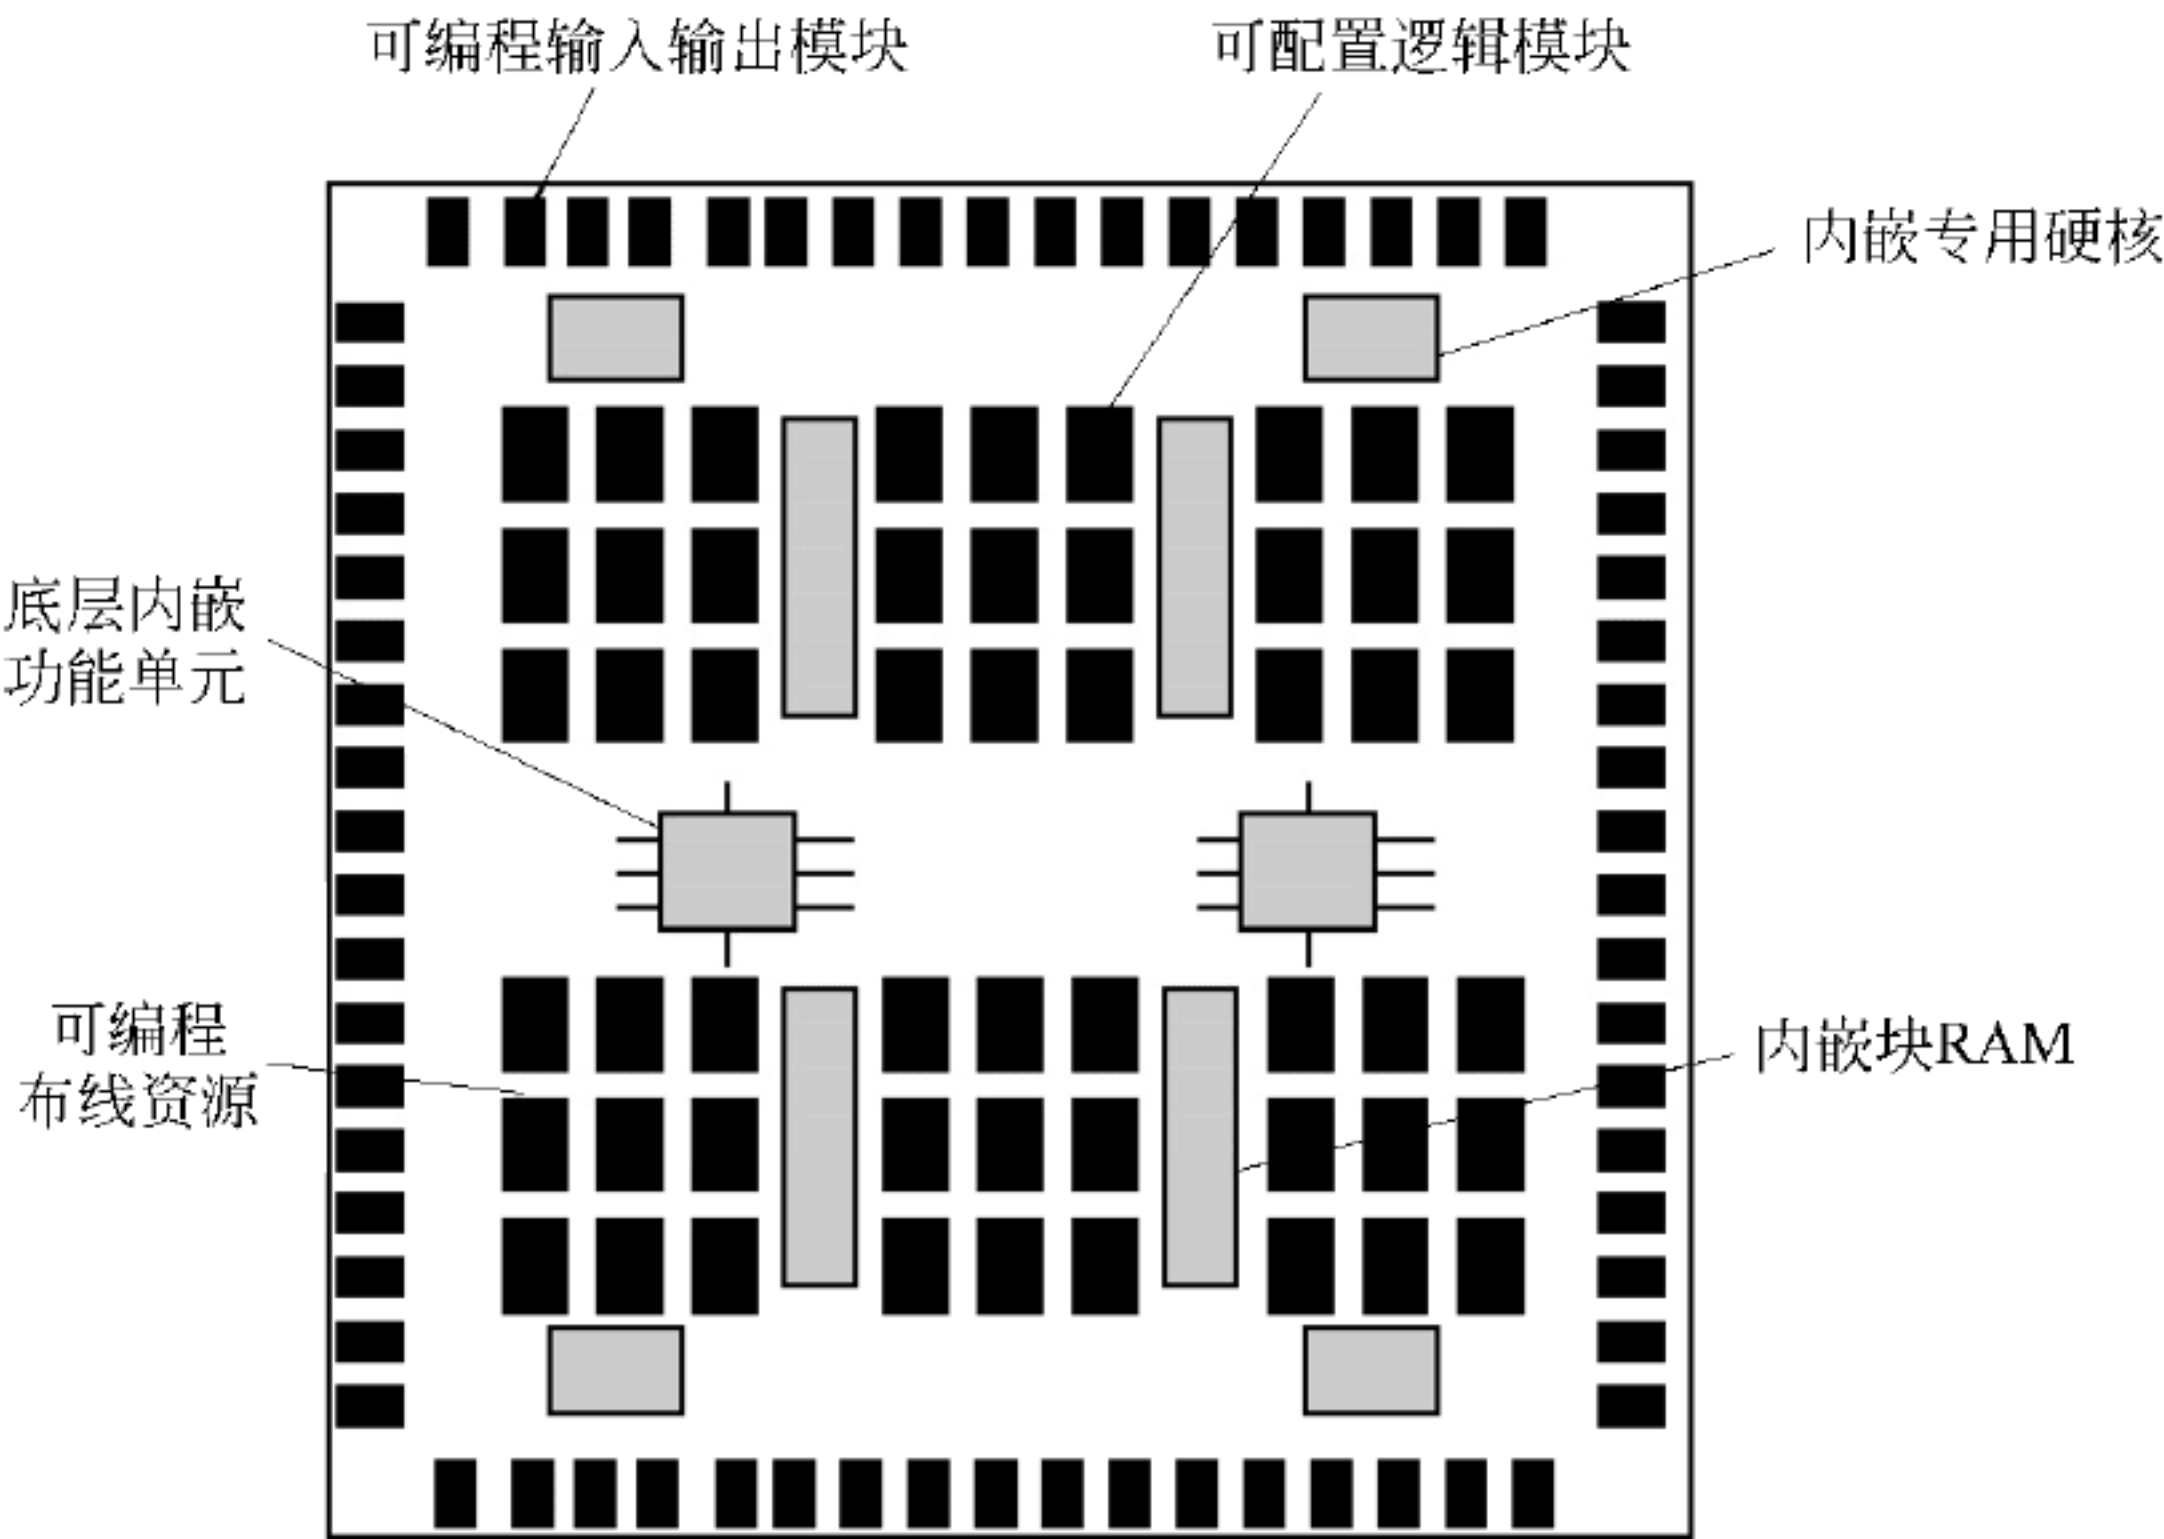 可编程输入输出模块
可配置逻辑模块
内嵌专用硬核
底层内嵌
功能单元
可编程
布线资源
内嵌块RAM